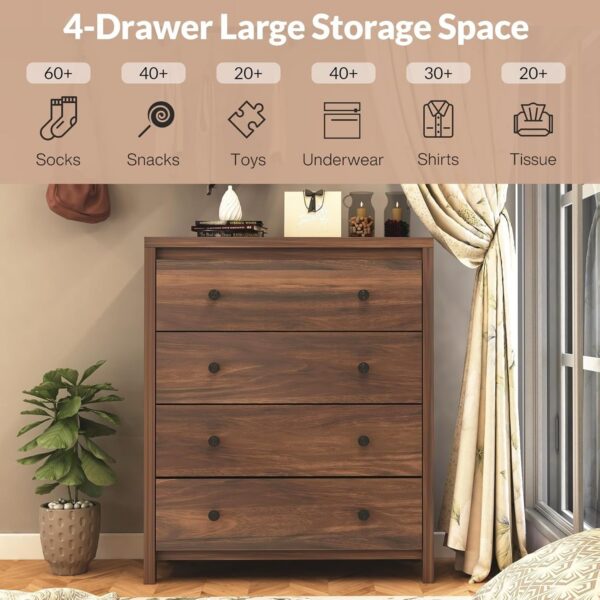 4-Drawer Large Storage Space
60+ 40+ 20+ 40+ 30+ 20+
Socks Snacks Toys Underwear Shirts Tissue